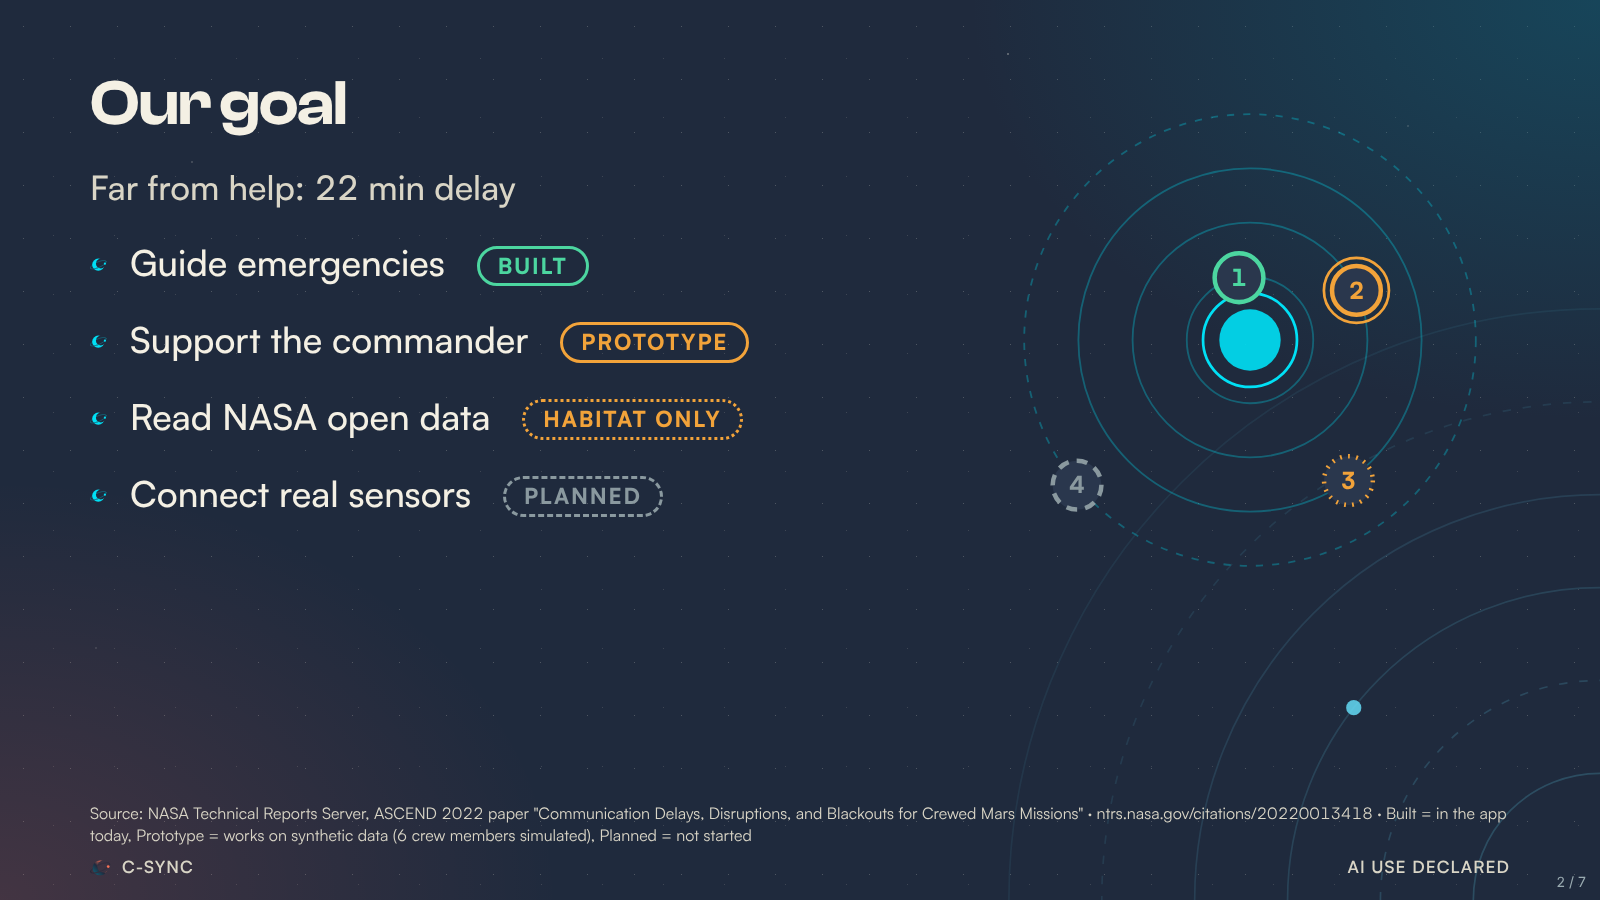 Our goal
Far from help: 22 min delay
Guide emergencies BUILT
Support the commander PROTOTYPE
Read NASA open data HABITAT ONLY
Connect real sensors PLANNED
1
2
3
4
Source: NASA Technical Reports Server, ASCEND 2022 paper "Communication Delays, Disruptions, and Blackouts for Crewed Mars Missions" · ntrs.nasa.gov/citations/20220013418 · Built = in the app
today, Prototype = works on synthetic data (6 crew members simulated), Planned = not started
C-SYNC
AI USE DECLARED
2 / 7